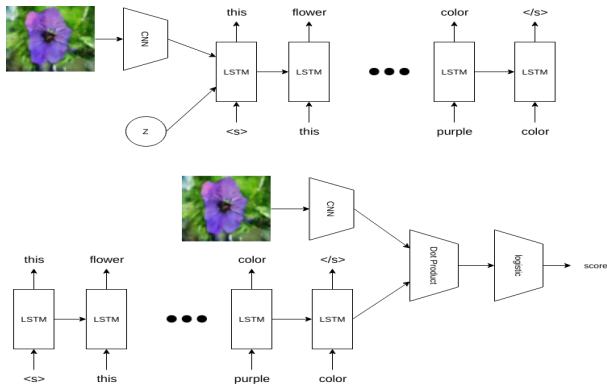 this flower color </s>
CNN
LSTM LSTM LSTM LSTM
z
<s> this purple color
CNN
this flower color </s>
Dot Product
logistic
score
LSTM LSTM LSTM LSTM
<s> this purple color